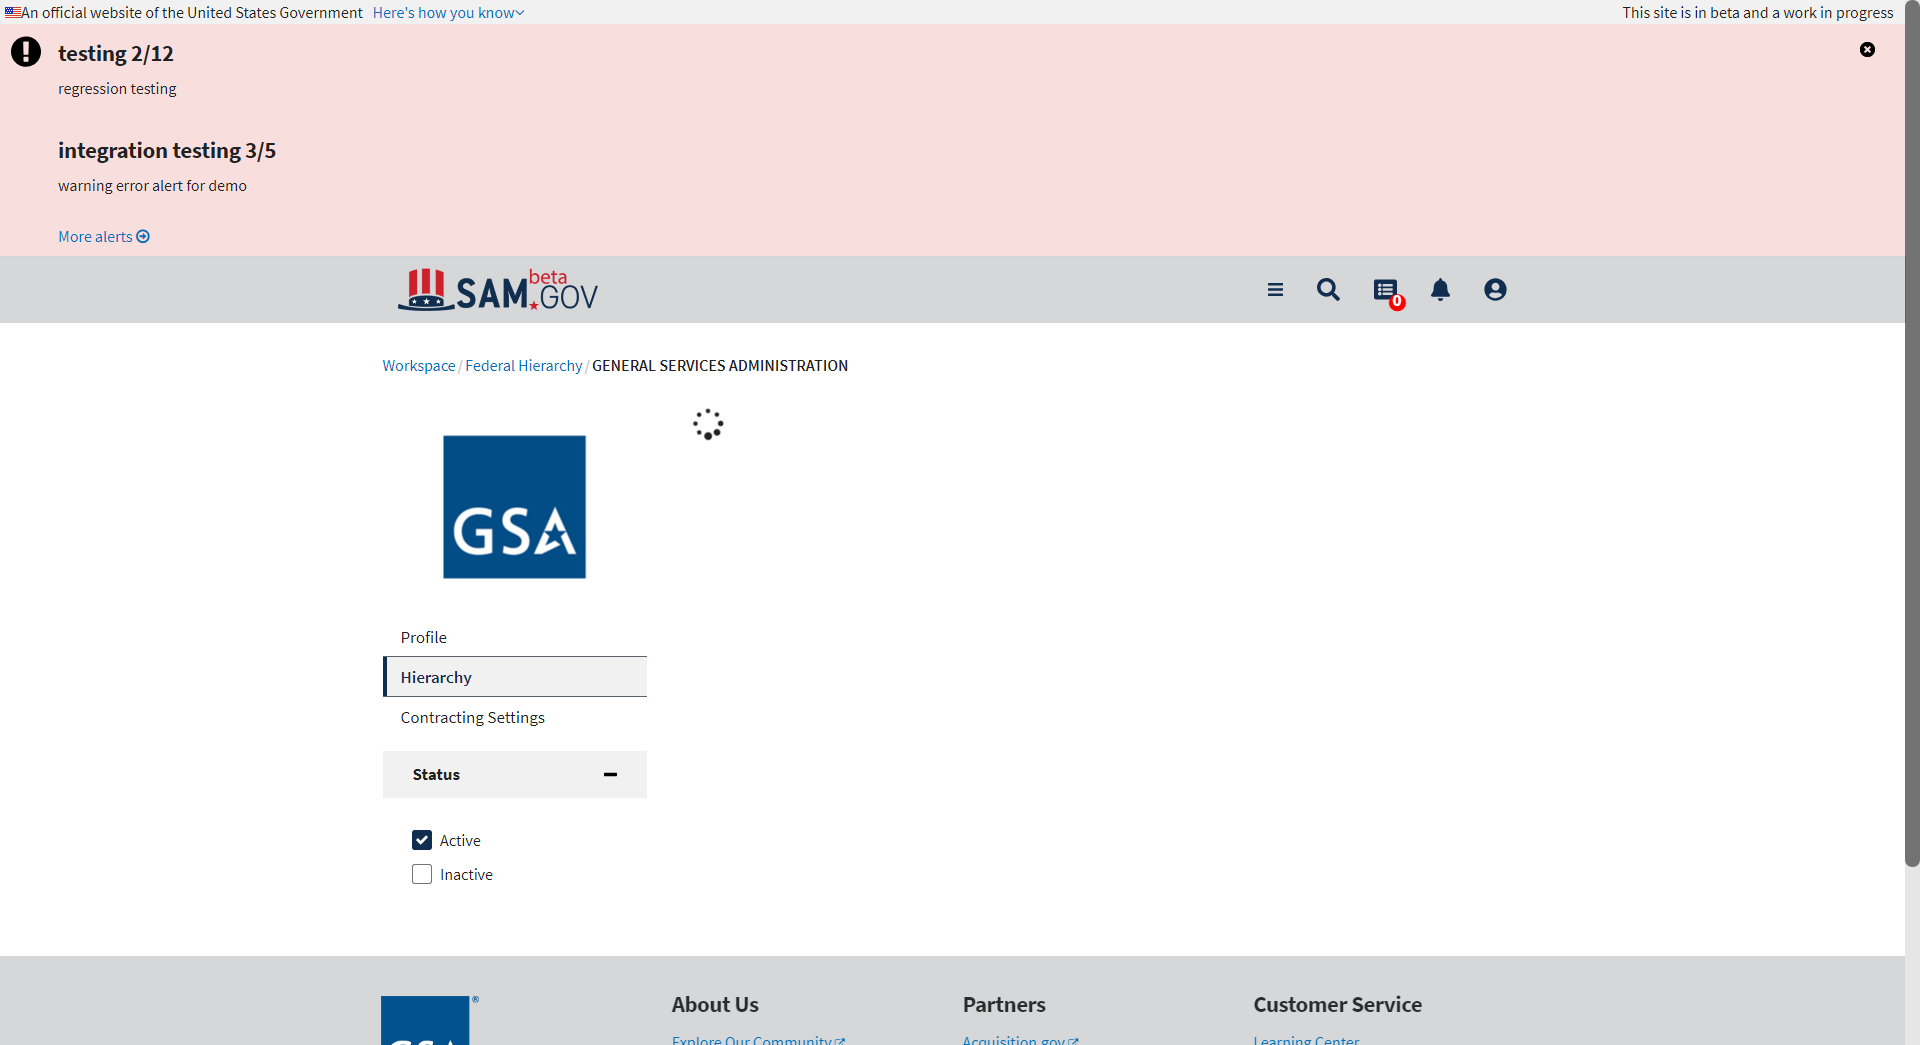 An official website of the United States Government Here's how you know
This site is in beta and a work in progress
testing 2/12
regression testing
integration testing 3/5
warning error alert for demo
More alerts
SAM.GOV beta
0
Workspace / Federal Hierarchy / GENERAL SERVICES ADMINISTRATION
GSA
Profile
Hierarchy
Contracting Settings
Status
Active
Inactive
®
GSA
About Us
Partners
Customer Service
Explore Our Community
Acquisition.gov
Learning Center